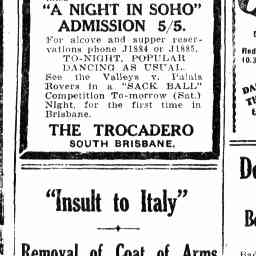 "A NIGHT IN SOHO"
ADMISSION 5/5.
For alcove and supper reser-
vations phone J1884 or J1885.
TO-NIGHT, POPULAR
DANCING AS USUAL.
See the Valleys v. Palais
Rovers in a "SACK BALL"
Competition To-morrow (Sat.)
Night, for the first time in
Brisbane.
THE TROCADERO
SOUTH BRISBANE.
"Insult to Italy"
Removal of Coat of Arms